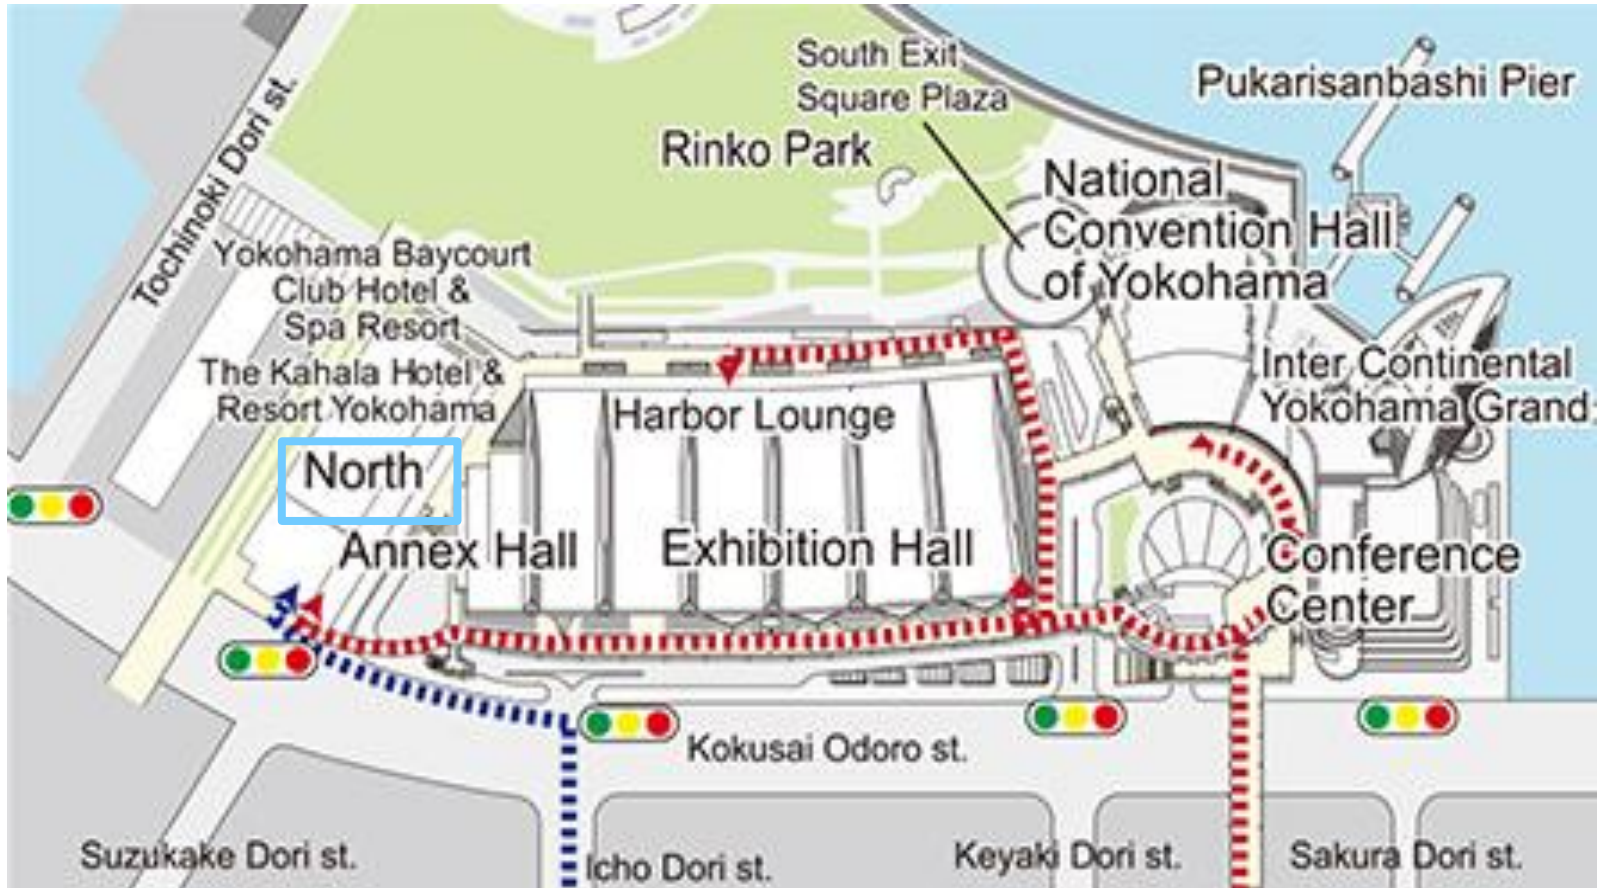 South Exit
Square Plaza
Pukarisanbashi Pier
Rinko Park
Tochinoki Dori st.
National
Convention Hall
of Yokohama
Yokohama Baycourt
Club Hotel &
Spa Resort
The Kahala Hotel &
Resort Yokohama
Inter Continental
Yokohama Grand
Harbor Lounge
North
Annex Hall
Exhibition Hall
Conference
Center
Kokusai Odoro st.
Suzukake Dori st.
Icho Dori st.
Keyaki Dori st.
Sakura Dori st.